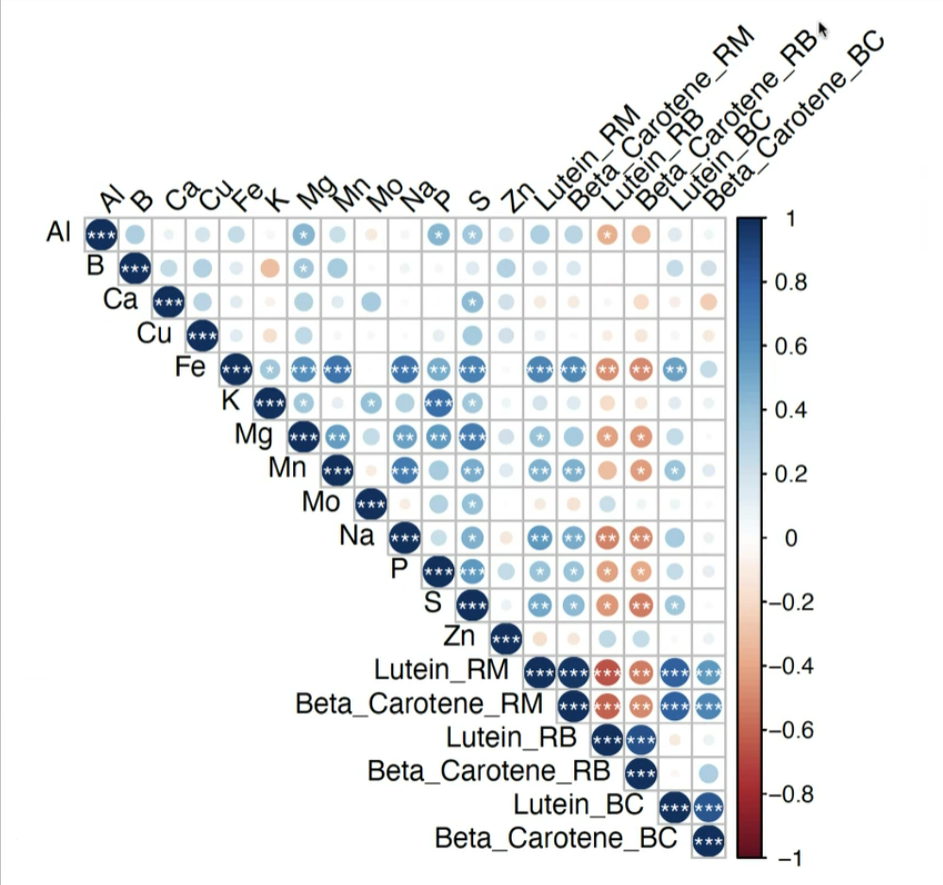 Al B Ca Cu Fe K Mg Mn Mo Na P S Zn Lutein_RM Beta_Carotene_RM Lutein_RB Beta_Carotene_RB Lutein_BC Beta_Carotene_BC
Al *** * * * *
B *** *
Ca *** *
Cu ***
Fe *** * *** *** *** ** *** *** *** ** ** **
K *** * * *** *
Mg *** ** ** ** *** * * *
Mn *** *** ** ** ** * *
Mo *** *
Na *** * ** ** ** **
P *** *** * * * *
S *** ** * * ** *
Zn ***
Lutein_RM *** *** *** ** *** ***
Beta_Carotene_RM *** *** ** *** ***
Lutein_RB *** ***
Beta_Carotene_RB ***
Lutein_BC *** ***
Beta_Carotene_BC ***
1
0.8
0.6
0.4
0.2
0
−0.2
−0.4
−0.6
−0.8
−1